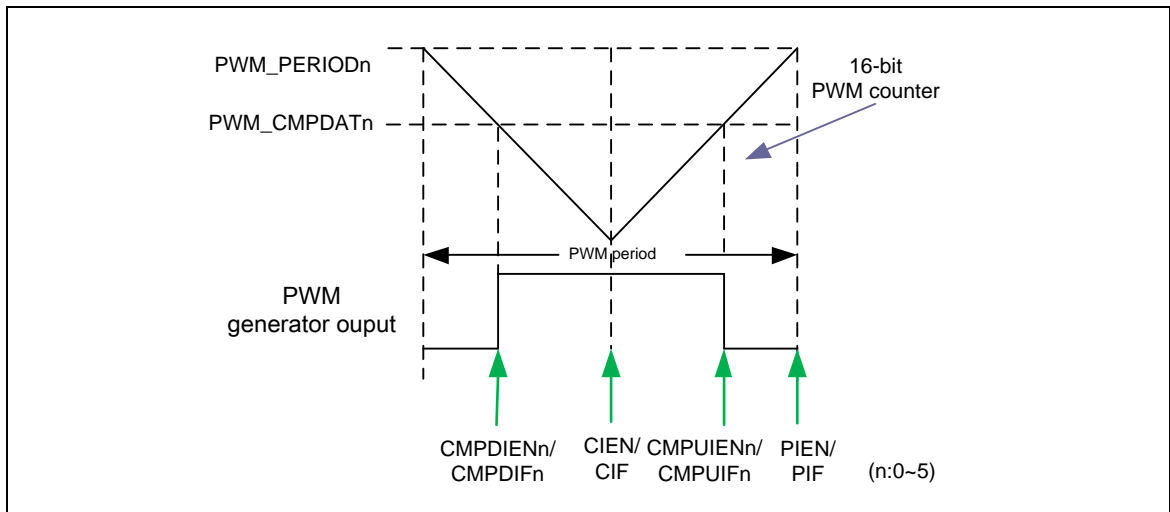 PWM_PERIODn
16-bit
PWM counter
PWM_CMPDATn
PWM period
PWM
generator ouput
CMPDIENn/
CMPDIFn
CIEN/
CIF
CMPUIENn/
CMPUIFn
PIEN/
PIF
(n:0~5)